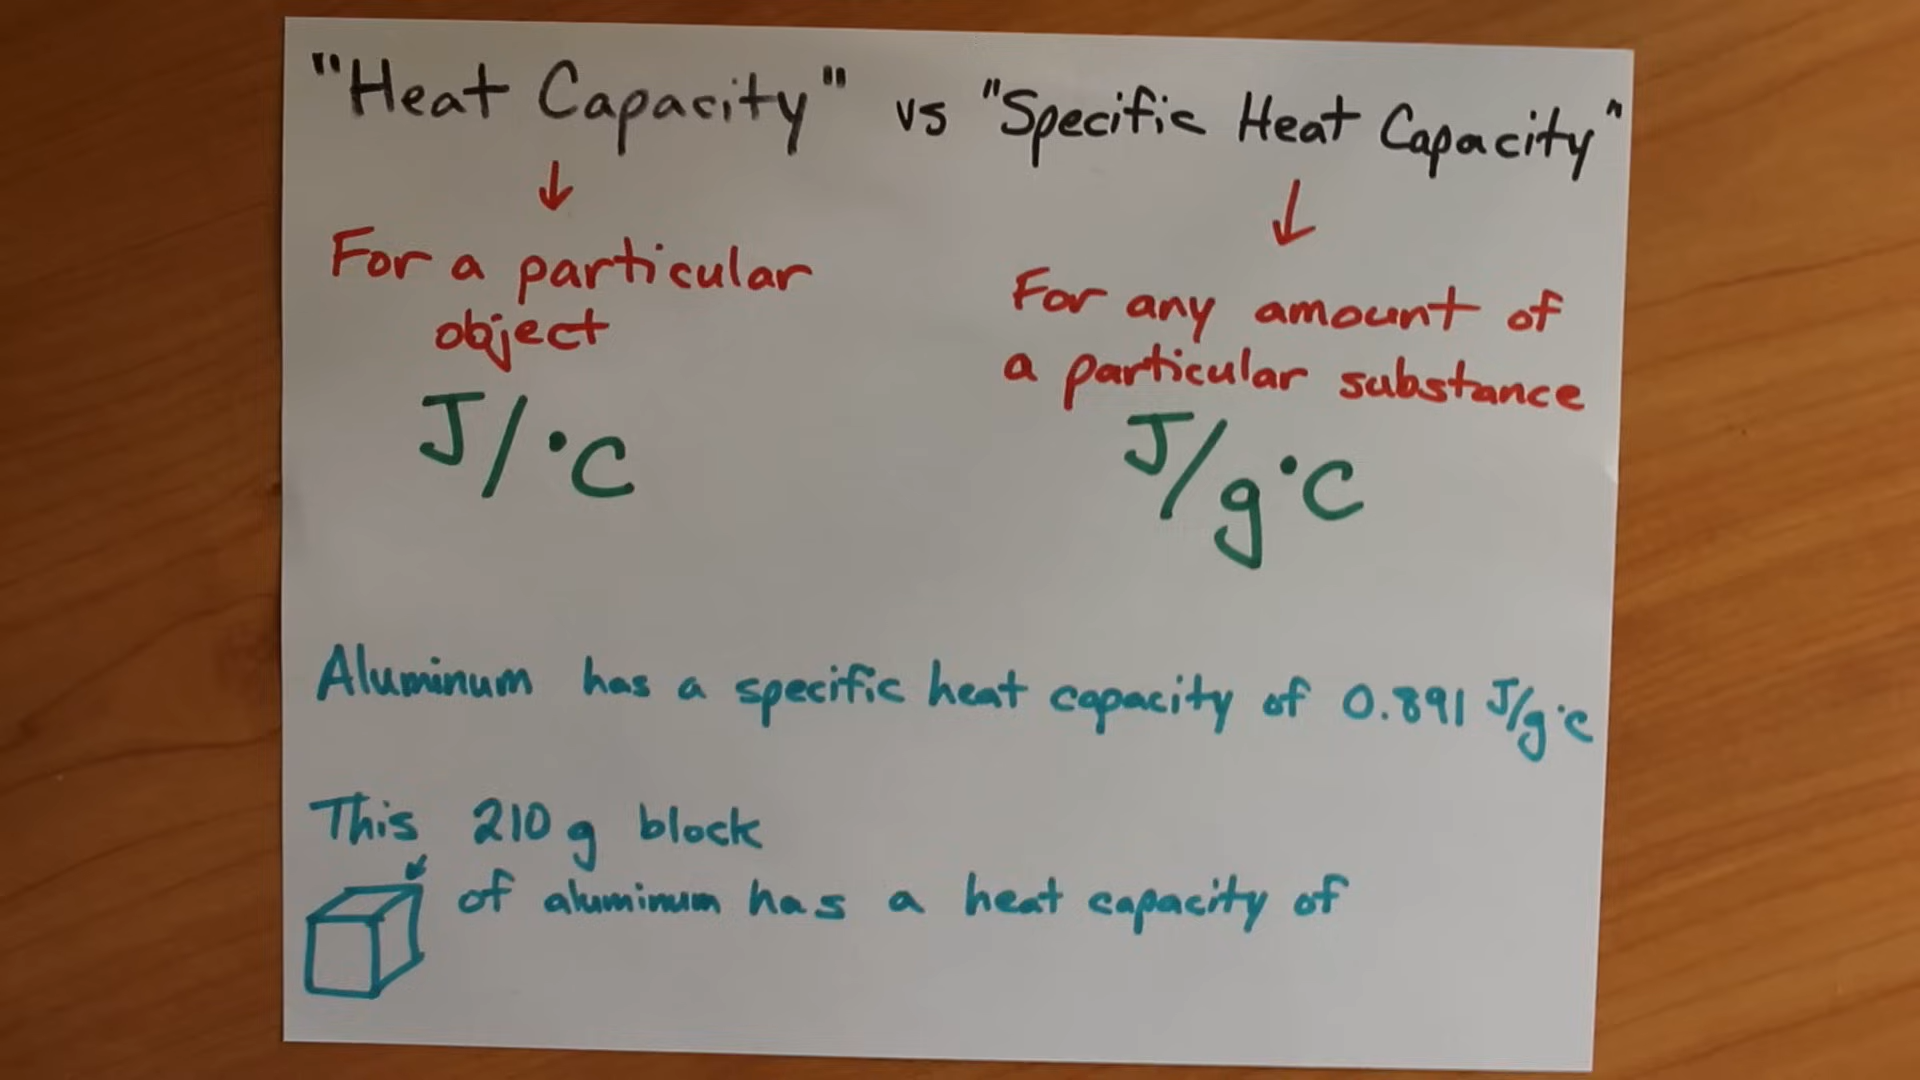 "Heat Capacity" vs "Specific Heat Capacity"
For a particular
object
J/°C
For any amount of
a particular substance
J/g°C
Aluminum has a specific heat capacity of 0.891 J/g°C
This 210 g block
of aluminum has a heat capacity of